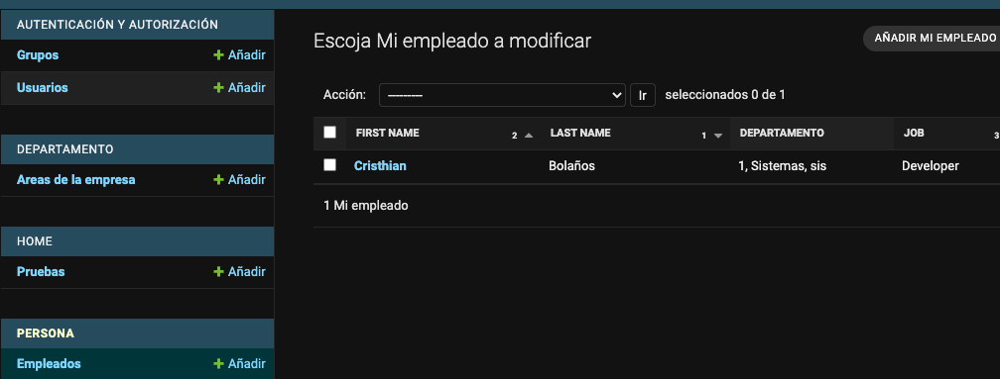 AUTENTICACIÓN Y AUTORIZACIÓN
Grupos + Añadir
Usuarios + Añadir
DEPARTAMENTO
Areas de la empresa + Añadir
HOME
Pruebas + Añadir
PERSONA
Empleados + Añadir
Escoja Mi empleado a modificar
AÑADIR MI EMPLEADO
Acción: --------- Ir seleccionados 0 de 1
FIRST NAME 2 LAST NAME 1 DEPARTAMENTO JOB 3
Cristhian Bolaños 1, Sistemas, sis Developer
1 Mi empleado